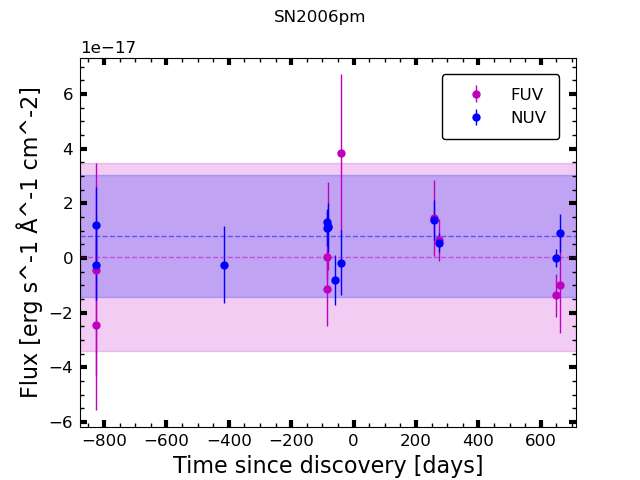 SN2006pm
1e−17
6
4
2
0
−2
−4
−6
Flux [erg s^-1 Å^-1 cm^-2]
FUV
NUV
−800 −600 −400 −200 0 200 400 600
Time since discovery [days]